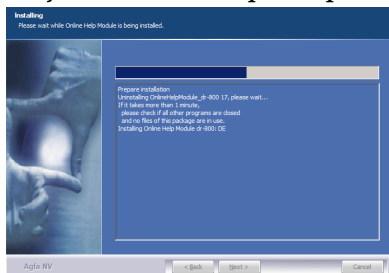 Installing
Please wait while Online Help Module is being installed.
Prepare installation
Uninstalling OnlineHelpModule_dr-800 17, please wait...
If it takes more than 1 minute,
please check if all other programs are closed
and no files of this package are in use.
Installing Online Help Module dr-800: DE
Agfa NV
< Back
Next >
Cancel